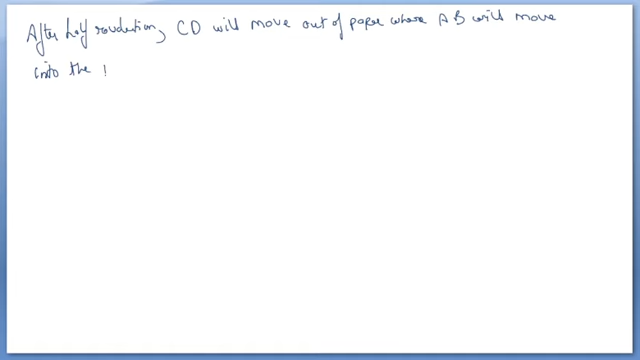 After half revolution, CD will move out of paper where AB will move
into the